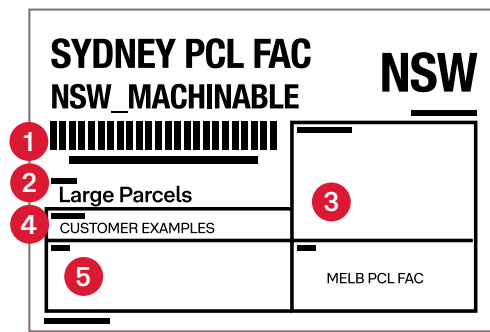 SYDNEY PCL FAC
NSW
NSW_MACHINABLE
1
2
Large Parcels
3
4
CUSTOMER EXAMPLES
5
MELB PCL FAC